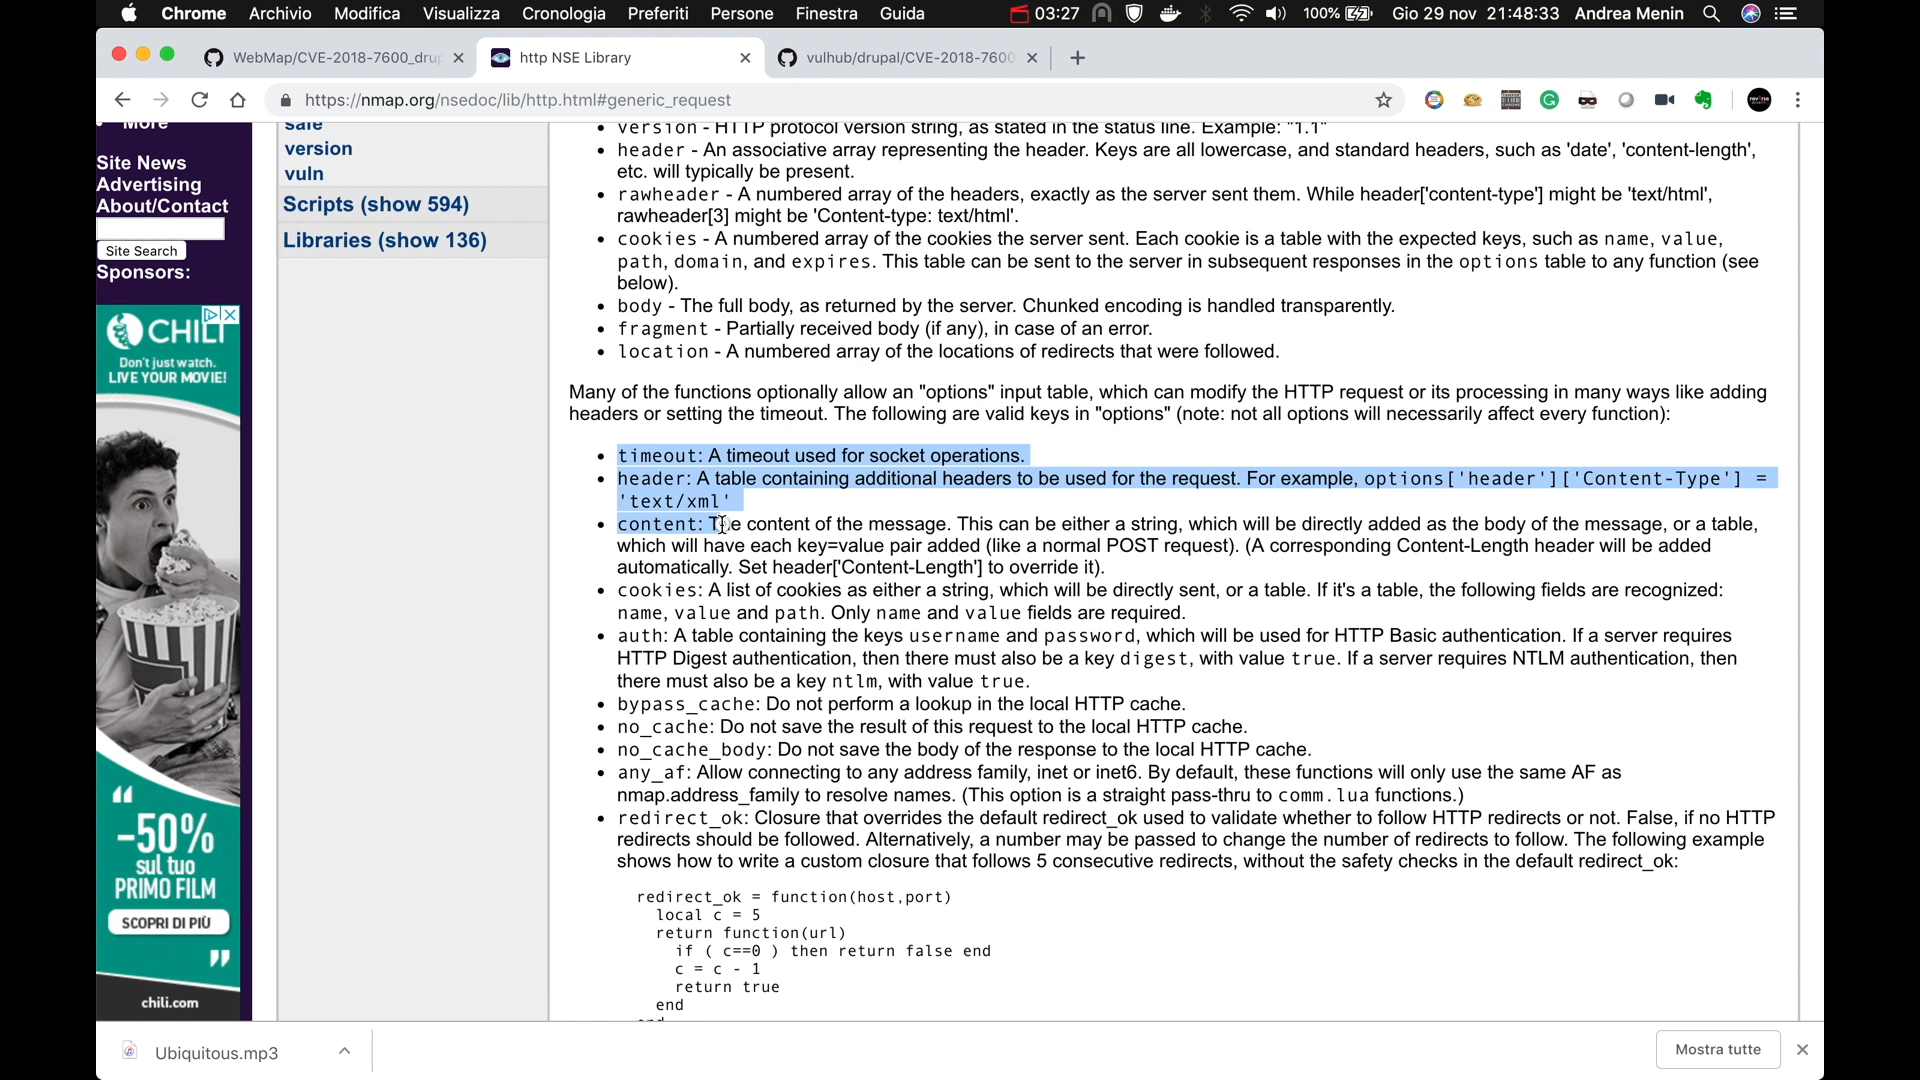 Chrome Archivio Modifica Visualizza Cronologia Preferiti Persone Finestra Guida 03:27 100% Gio 29 nov 21:48:33 Andrea Menin
WebMap/CVE-2018-7600_dru
http NSE Library
vulhub/drupal/CVE-2018-7600
https://nmap.org/nsedoc/lib/http.html#generic_request
More
Site News
Advertising
About/Contact
Site Search
Sponsors:
CHILI
Don't just watch.
LIVE YOUR MOVIE!
“
-50%
sul tuo
PRIMO FILM
SCOPRI DI PIÙ
”
chili.com
safe
version
vuln
Scripts (show 594)
Libraries (show 136)
• version - HTTP protocol version string, as stated in the status line. Example: "1.1"
• header - An associative array representing the header. Keys are all lowercase, and standard headers, such as 'date', 'content-length',
etc. will typically be present.
• rawheader - A numbered array of the headers, exactly as the server sent them. While header['content-type'] might be 'text/html',
rawheader[3] might be 'Content-type: text/html'.
• cookies - A numbered array of the cookies the server sent. Each cookie is a table with the expected keys, such as name, value,
path, domain, and expires. This table can be sent to the server in subsequent responses in the options table to any function (see
below).
• body - The full body, as returned by the server. Chunked encoding is handled transparently.
• fragment - Partially received body (if any), in case of an error.
• location - A numbered array of the locations of redirects that were followed.
Many of the functions optionally allow an "options" input table, which can modify the HTTP request or its processing in many ways like adding
headers or setting the timeout. The following are valid keys in "options" (note: not all options will necessarily affect every function):
• timeout: A timeout used for socket operations.
• header: A table containing additional headers to be used for the request. For example, options['header']['Content-Type'] =
'text/xml'
• content: The content of the message. This can be either a string, which will be directly added as the body of the message, or a table,
which will have each key=value pair added (like a normal POST request). (A corresponding Content-Length header will be added
automatically. Set header['Content-Length'] to override it).
• cookies: A list of cookies as either a string, which will be directly sent, or a table. If it's a table, the following fields are recognized:
name, value and path. Only name and value fields are required.
• auth: A table containing the keys username and password, which will be used for HTTP Basic authentication. If a server requires
HTTP Digest authentication, then there must also be a key digest, with value true. If a server requires NTLM authentication, then
there must also be a key ntlm, with value true.
• bypass_cache: Do not perform a lookup in the local HTTP cache.
• no_cache: Do not save the result of this request to the local HTTP cache.
• no_cache_body: Do not save the body of the response to the local HTTP cache.
• any_af: Allow connecting to any address family, inet or inet6. By default, these functions will only use the same AF as
nmap.address_family to resolve names. (This option is a straight pass-thru to comm.lua functions.)
• redirect_ok: Closure that overrides the default redirect_ok used to validate whether to follow HTTP redirects or not. False, if no HTTP
redirects should be followed. Alternatively, a number may be passed to change the number of redirects to follow. The following example
shows how to write a custom closure that follows 5 consecutive redirects, without the safety checks in the default redirect_ok:
redirect_ok = function(host,port)
local c = 5
return function(url)
if ( c==0 ) then return false end
c = c - 1
return true
end
end
Ubiquitous.mp3
Mostra tutte